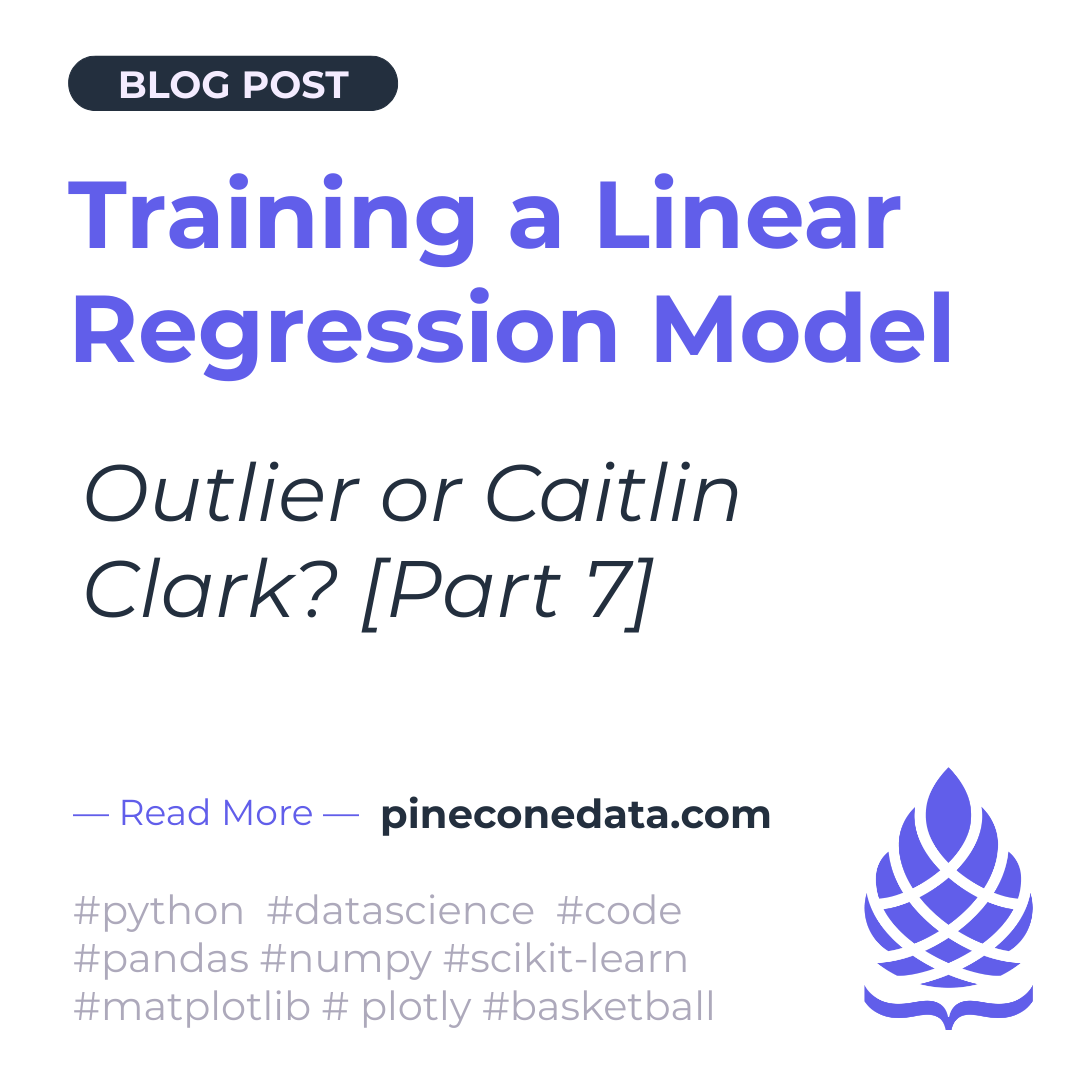 BLOG POST
Training a Linear
Regression Model
Outlier or Caitlin
Clark? [Part 7]
— Read More — pineconedata.com
#python #datascience #code
#pandas #numpy #scikit-learn
#matplotlib # plotly #basketball